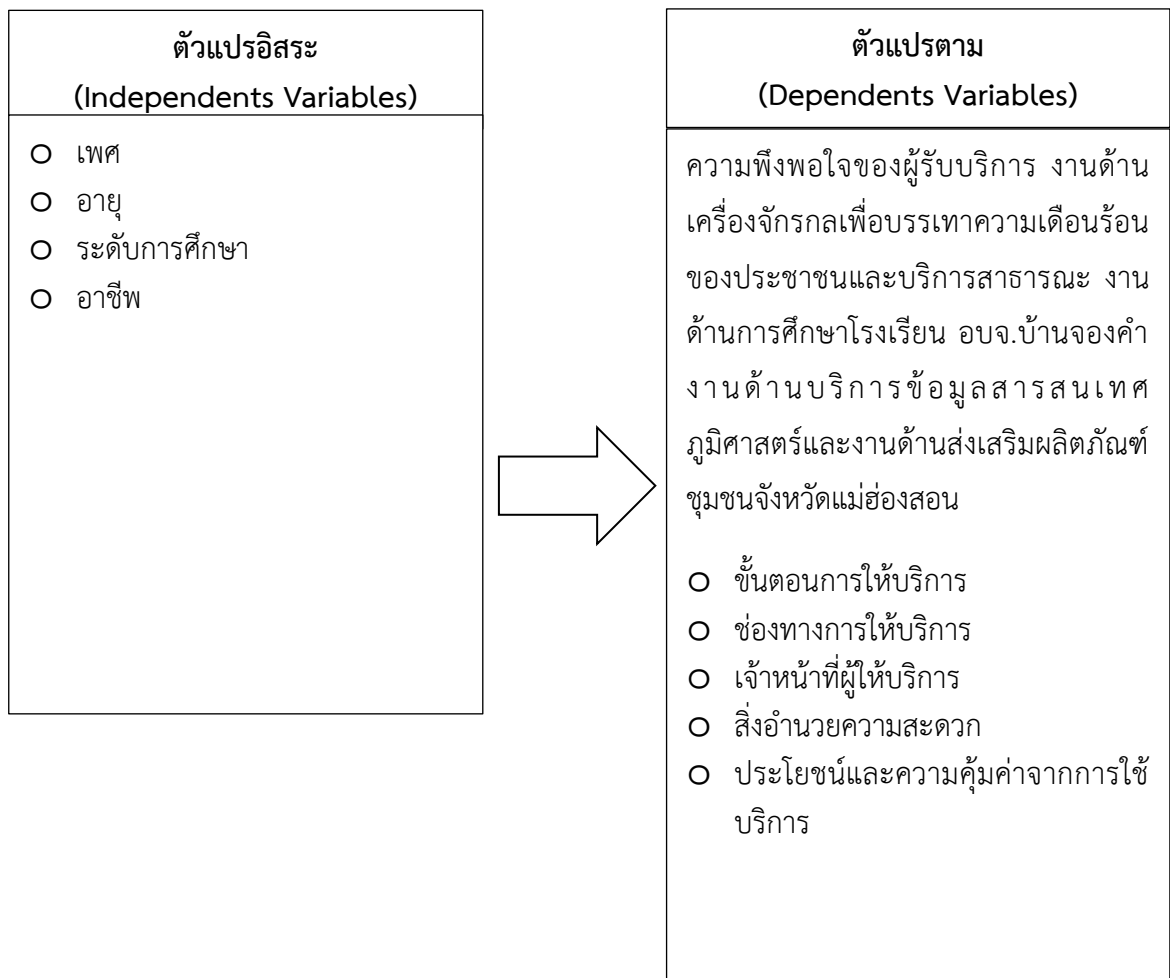 ตัวแปรอิสระ
(Independents Variables)
O เพศ
O อายุ
O ระดับการศึกษา
O อาชีพ
ตัวแปรตาม
(Dependents Variables)
ความพึงพอใจของผู้รับบริการ งานด้าน
เครื่องจักรกลเพื่อบรรเทาความเดือนร้อน
ของประชาชนและบริการสาธารณะ งาน
ด้านการศึกษาโรงเรียน อบจ.บ้านจองคำ
งานด้านบริการข้อมูลสารสนเทศ
ภูมิศาสตร์และงานด้านส่งเสริมผลิตภัณฑ์
ชุมชนจังหวัดแม่ฮ่องสอน
O ขั้นตอนการให้บริการ
O ช่องทางการให้บริการ
O เจ้าหน้าที่ผู้ให้บริการ
O สิ่งอำนวยความสะดวก
O ประโยชน์และความคุ้มค่าจากการใช้
บริการ